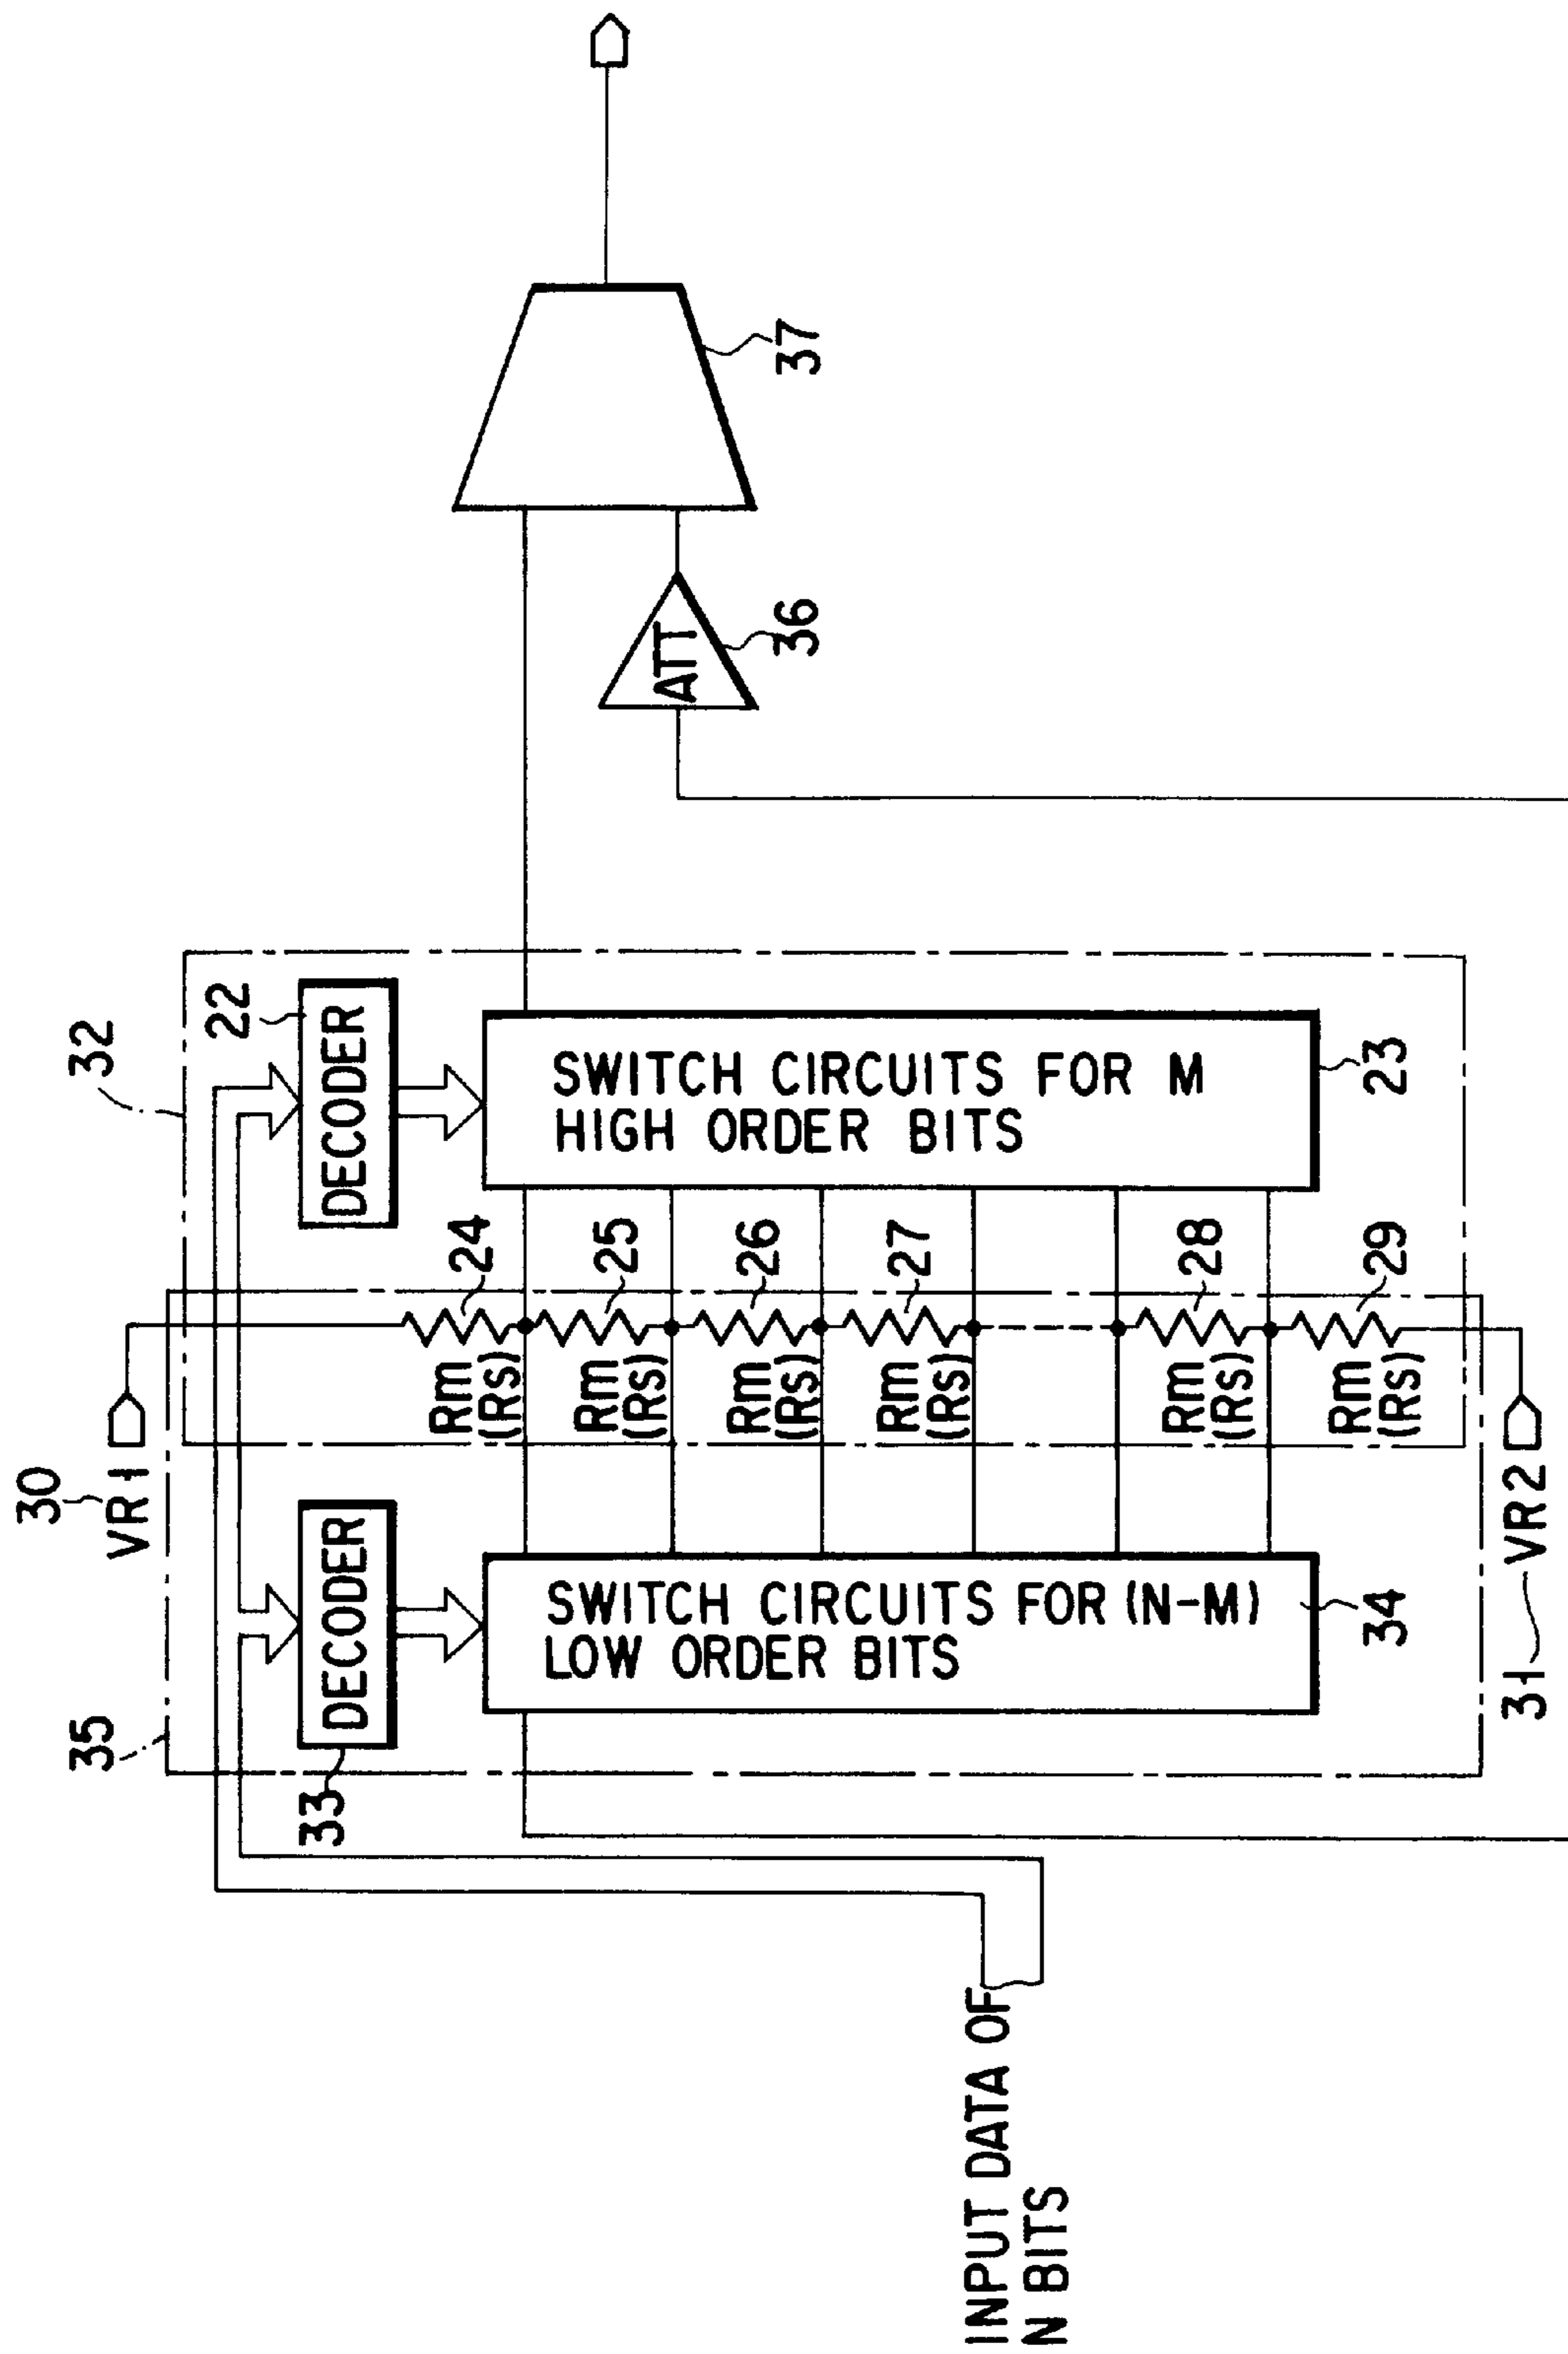 30
VR1
32
35
DECODER
33
DECODER
22
Rm
(Rs)
24
Rm
(Rs)
25
Rm
(Rs)
26
Rm
(Rs)
27
Rm
(Rs)
28
Rm
(Rs)
29
SWITCH CIRCUITS FOR (N-M)
LOW ORDER BITS
34
SWITCH CIRCUITS FOR M
HIGH ORDER BITS
23
31
VR2
ATT
36
37
INPUT DATA OF
N BITS